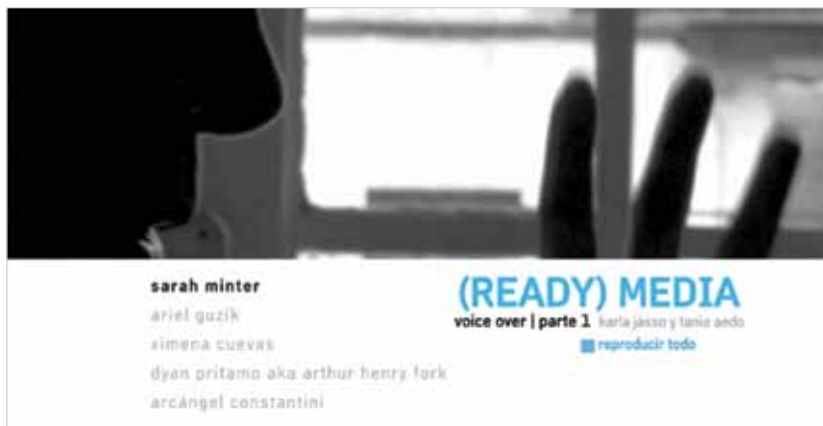 sarah minter
ariel guzik
ximena cuevas
dyan pritamo aka arthur henry fork
arcángel constantini
(READY) MEDIA
voice over | parte 1 karla jasso y tania aedo
reproducir todo